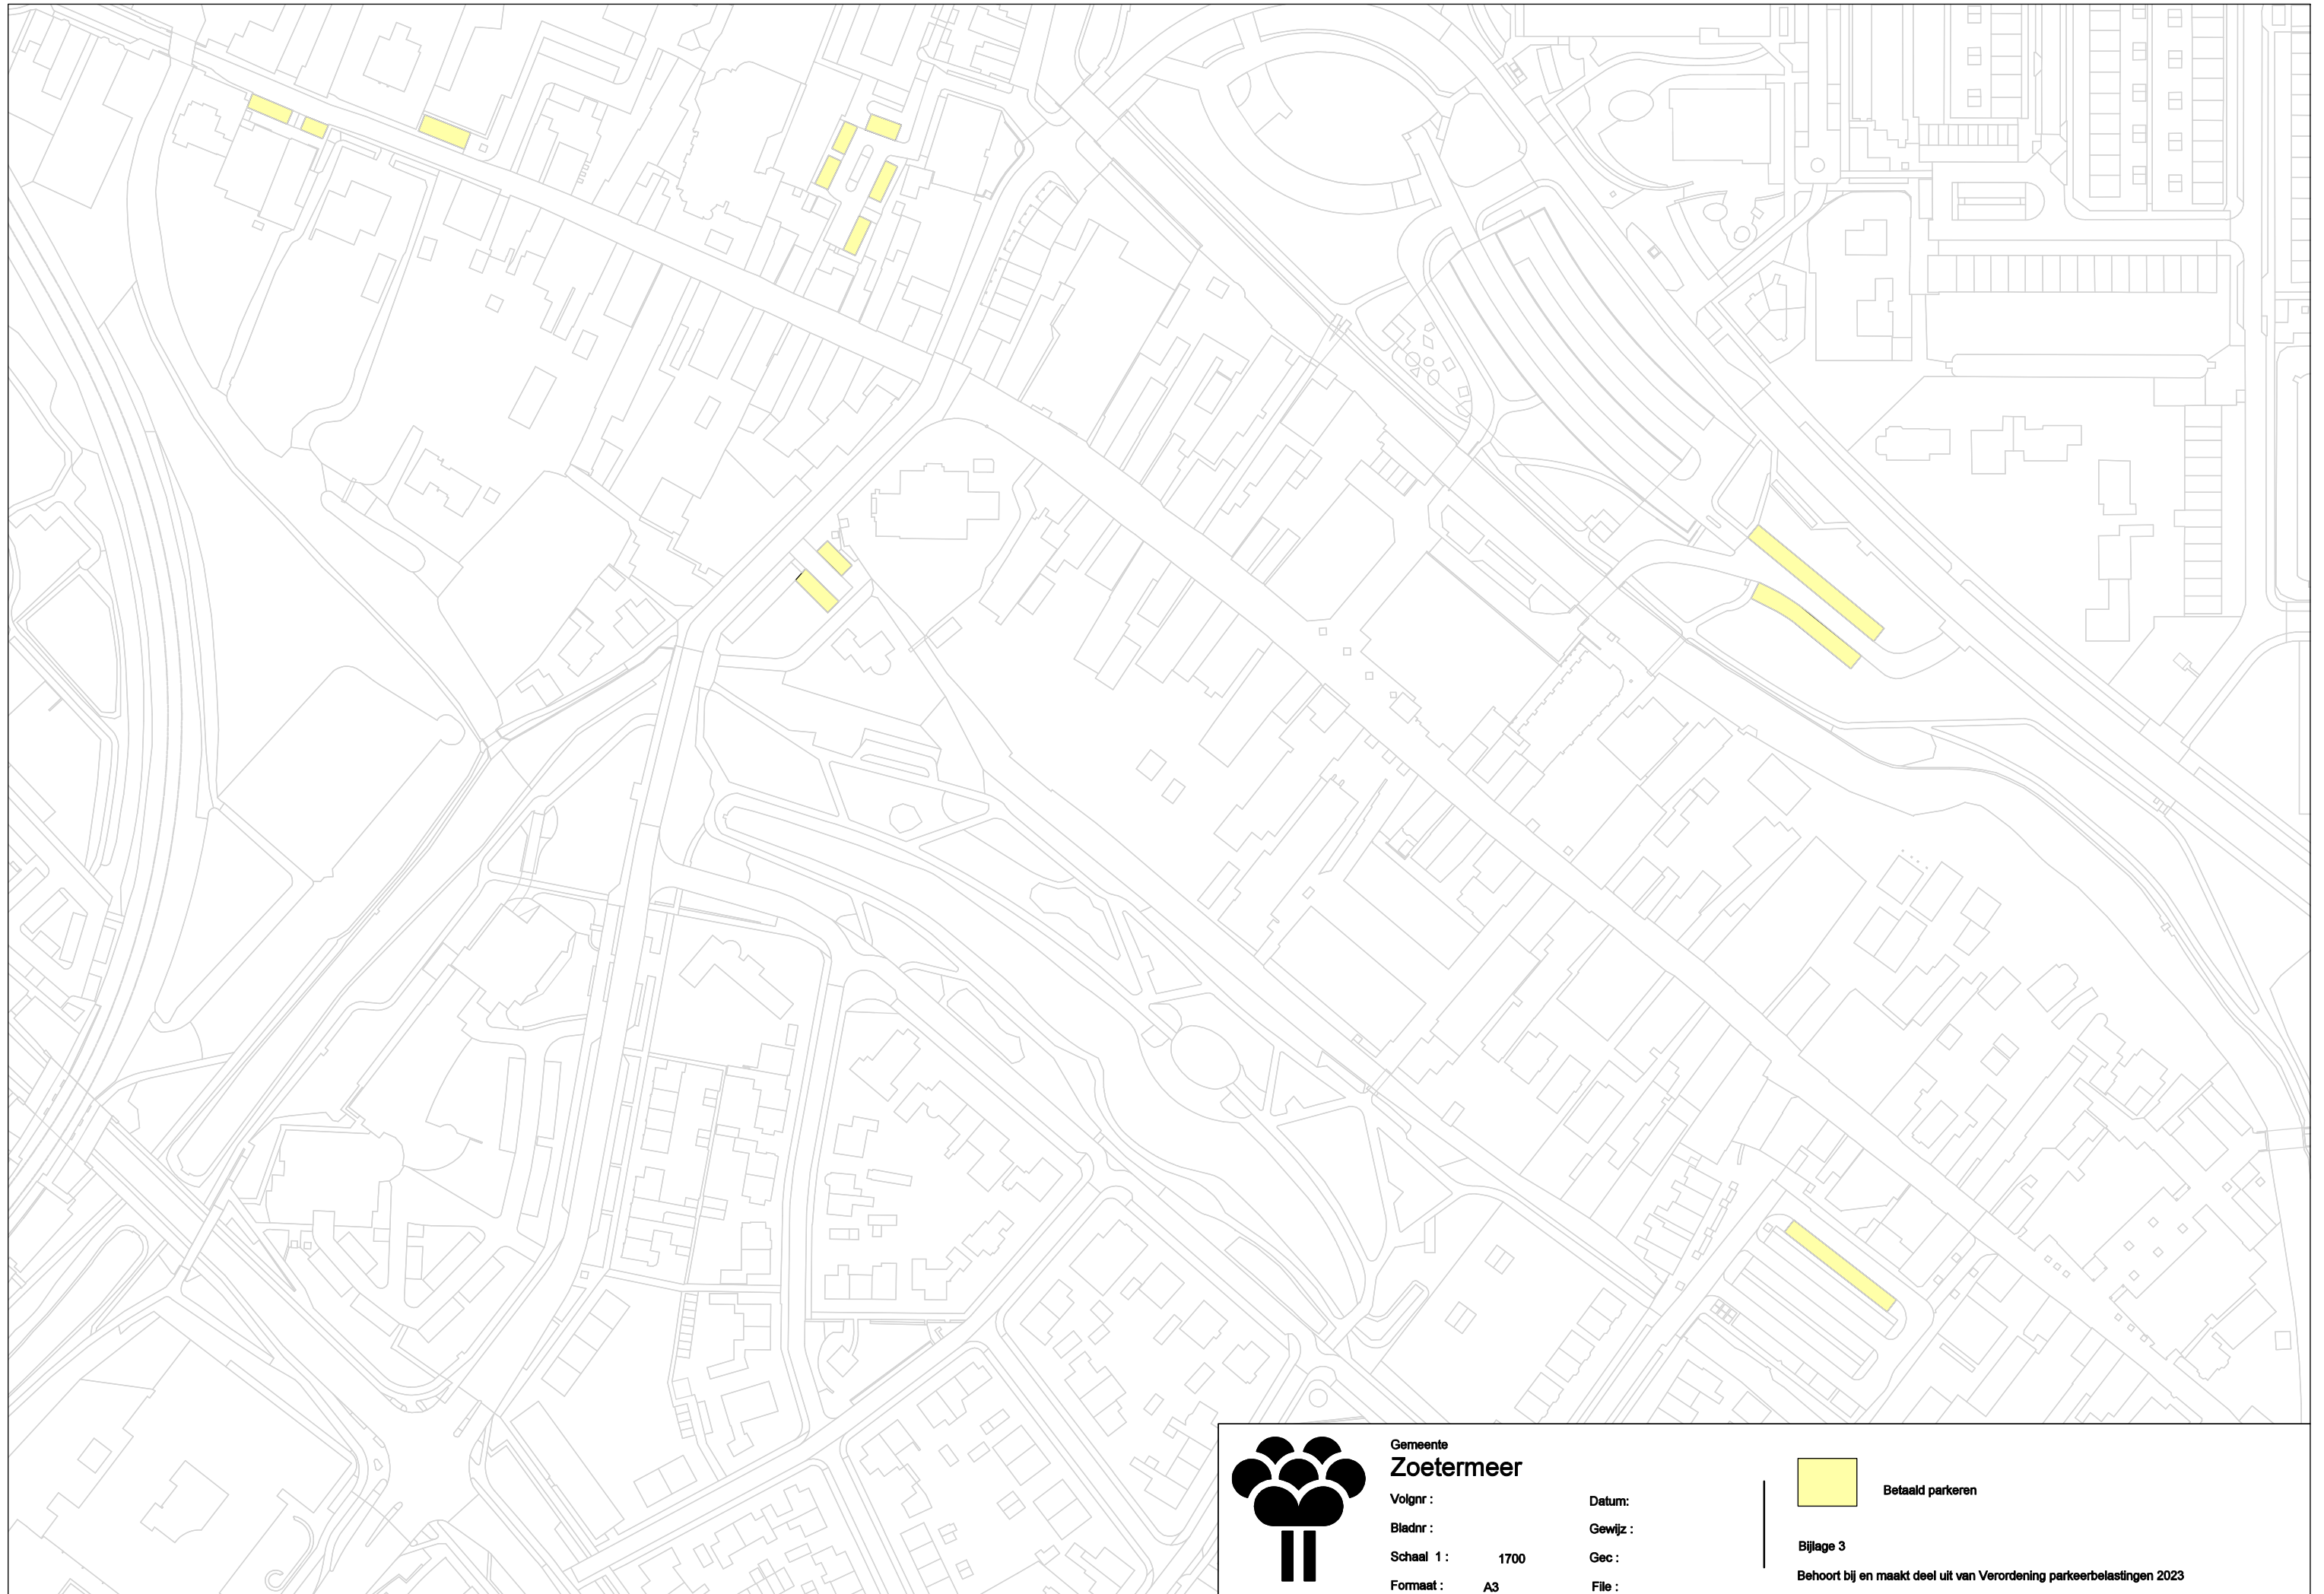 Gemeente
Zoetermeer
Volgnr :
Datum:
Bladnr :
Gewijz :
Schaal 1 : 1700
Gec :
Formaat : A3
File :
Betaald parkeren
Bijlage 3
Behoort bij en maakt deel uit van Verordening parkeerbelastingen 2023